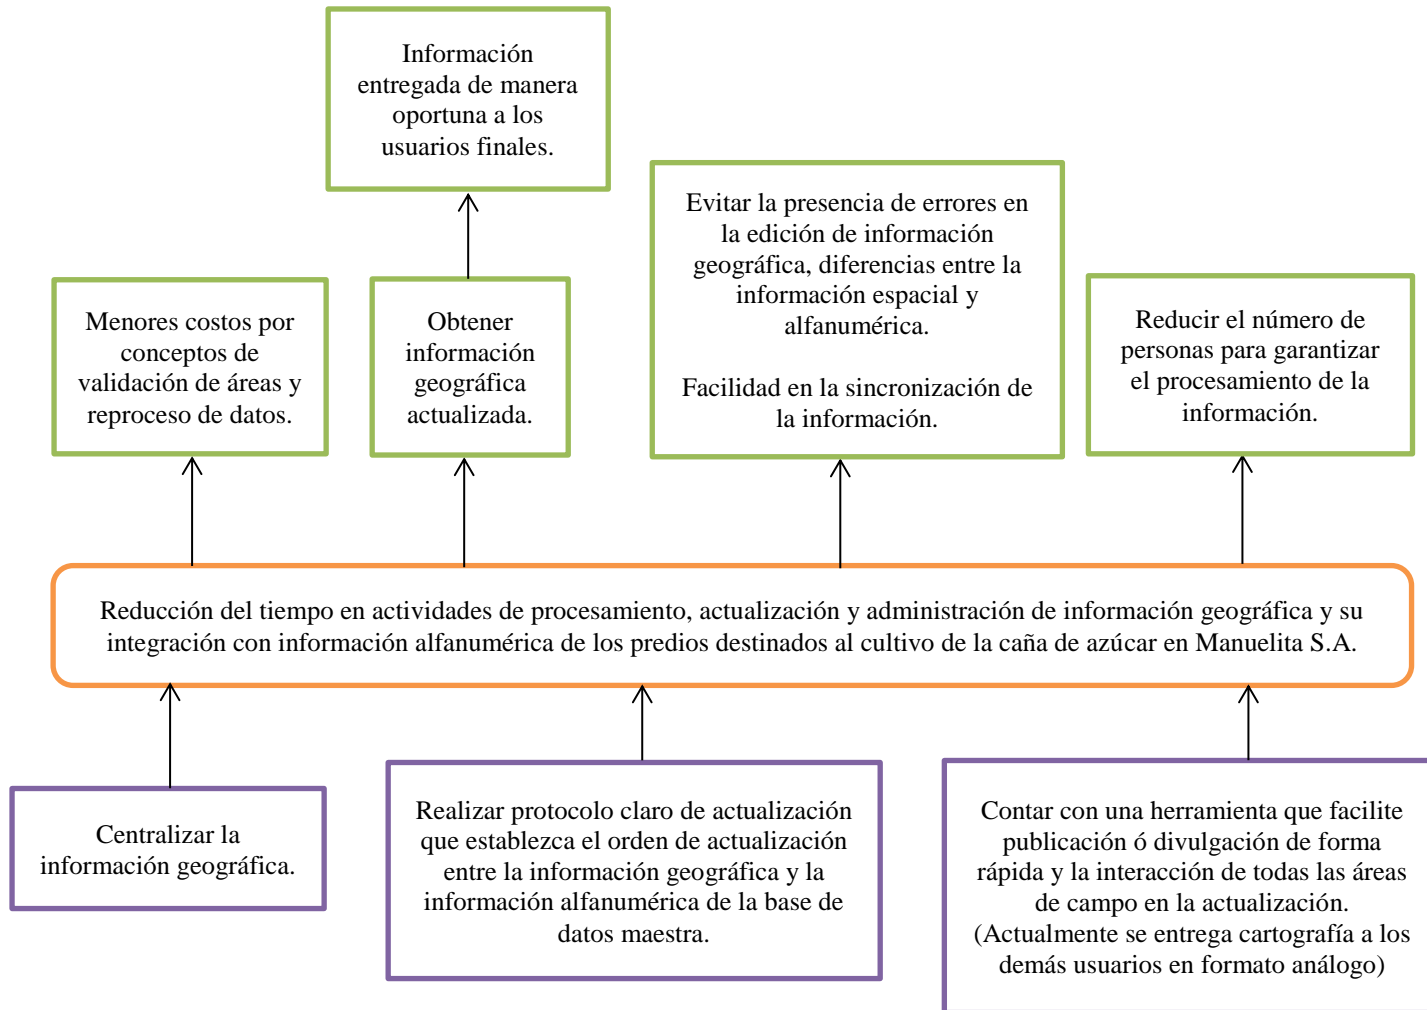 Información
entregada de manera
oportuna a los
usuarios finales.
Menores costos por
conceptos de
validación de áreas y
reproceso de datos.
Obtener
información
geográfica
actualizada.
Evitar la presencia de errores en
la edición de información
geográfica, diferencias entre la
información espacial y
alfanumérica.
Facilidad en la sincronización de
la información.
Reducir el número de
personas para garantizar
el procesamiento de la
información.
Reducción del tiempo en actividades de procesamiento, actualización y administración de información geográfica y su
integración con información alfanumérica de los predios destinados al cultivo de la caña de azúcar en Manuelita S.A.
Centralizar la
información geográfica.
Realizar protocolo claro de actualización
que establezca el orden de actualización
entre la información geográfica y la
información alfanumérica de la base de
datos maestra.
Contar con una herramienta que facilite
publicación ó divulgación de forma
rápida y la interacción de todas las áreas
de campo en la actualización.
(Actualmente se entrega cartografía a los
demás usuarios en formato análogo)